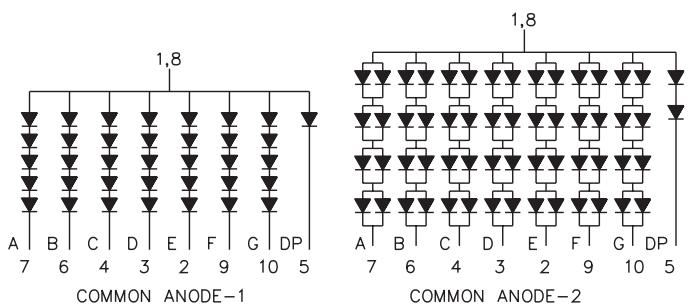 1,8
A B C D E F G DP
7 6 4 3 2 9 10 5
COMMON ANODE-1
1,8
A B C D E F G DP
7 6 4 3 2 9 10 5
COMMON ANODE-2